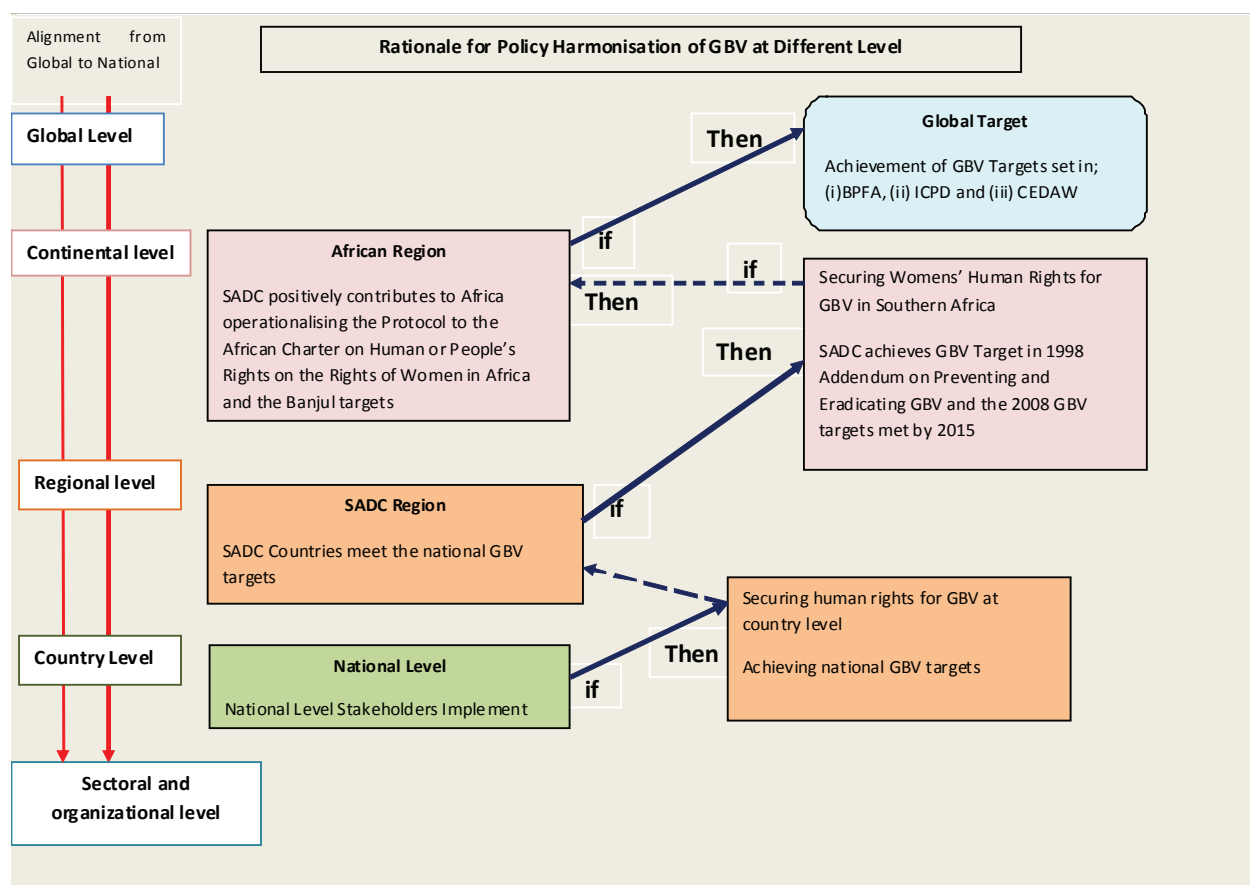 Alignment from
Global to National
Rationale for Policy Harmonisation of GBV at Different Level
Global Level
Then
Global Target
Achievement of GBV Targets set in;
(i)BPFA, (ii) ICPD and (iii) CEDAW
Continental level
if
African Region
SADC positively contributes to Africa
operationalising the Protocol to the
African Charter on Human or People’s
Rights on the Rights of Women in Africa
and the Banjul targets
if
Then
Securing Womens’ Human Rights for
GBV in Southern Africa
SADC achieves GBV Target in 1998
Addendum on Preventing and
Eradicating GBV and the 2008 GBV
targets met by 2015
Then
Regional level
SADC Region
SADC Countries meet the national GBV
targets
if
Securing human rights for GBV at
country level
Achieving national GBV targets
Country Level
National Level
National Level Stakeholders Implement
Then
if
Sectoral and
organizational level